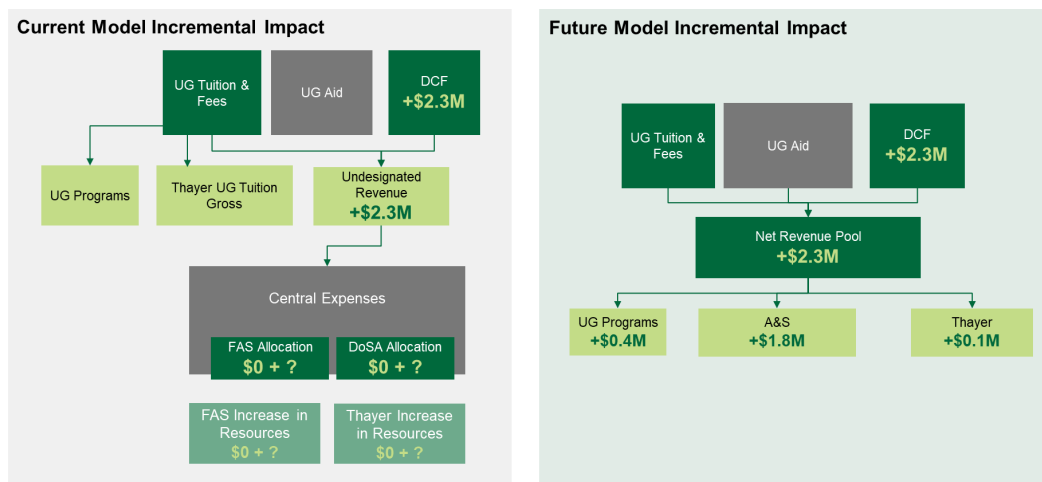 Current Model Incremental Impact
UG Tuition &
Fees
UG Aid
DCF
+$2.3M
UG Programs
Thayer UG Tuition
Gross
Undesignated
Revenue
+$2.3M
Central Expenses
FAS Allocation
$0 + ?
DoSA Allocation
$0 + ?
FAS Increase in
Resources
$0 + ?
Thayer Increase
in Resources
$0 + ?
Future Model Incremental Impact
UG Tuition &
Fees
UG Aid
DCF
+$2.3M
Net Revenue Pool
+$2.3M
UG Programs
+$0.4M
A&S
+$1.8M
Thayer
+$0.1M